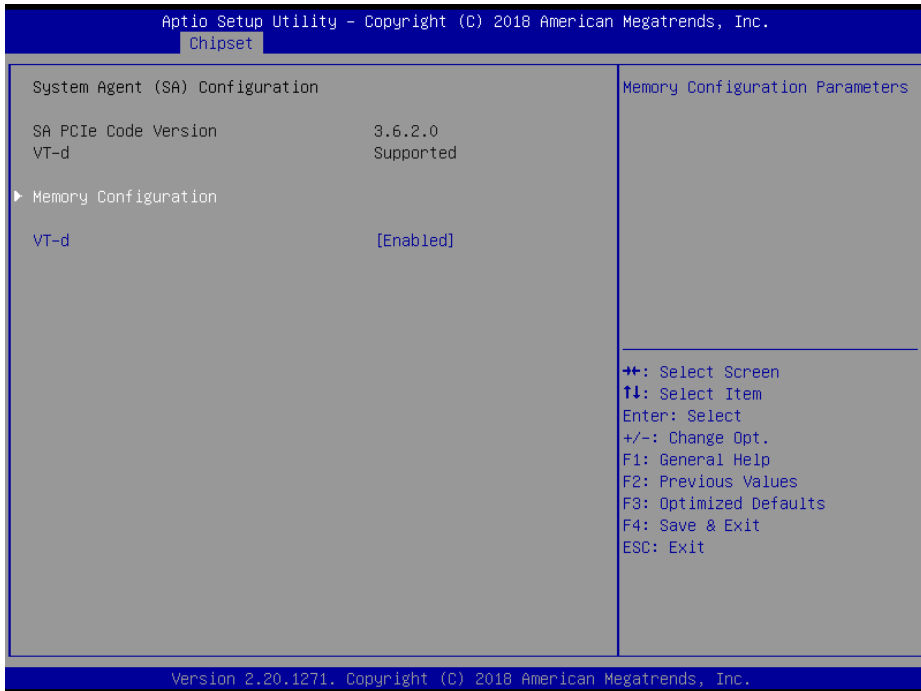 Aptio Setup Utility – Copyright (C) 2018 American Megatrends, Inc.
Chipset
System Agent (SA) Configuration
SA PCIe Code Version 3.6.2.0
VT-d Supported
▶ Memory Configuration
VT-d [Enabled]
Memory Configuration Parameters
→←: Select Screen
↑↓: Select Item
Enter: Select
+/-: Change Opt.
F1: General Help
F2: Previous Values
F3: Optimized Defaults
F4: Save & Exit
ESC: Exit
Version 2.20.1271. Copyright (C) 2018 American Megatrends, Inc.